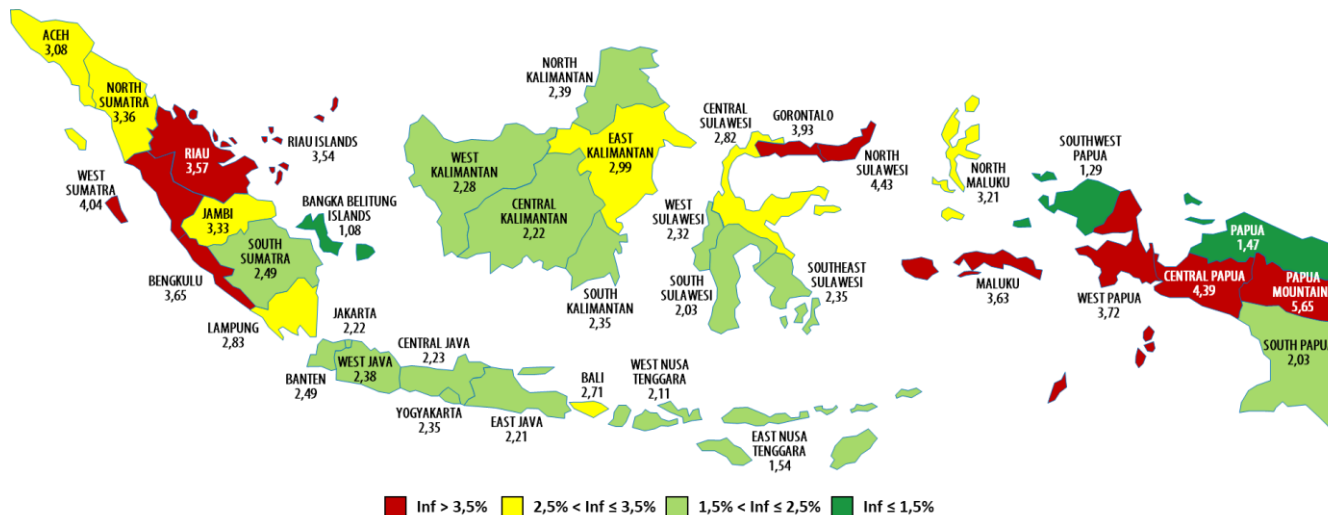 ACEH
3,08
NORTH
SUMATRA
3,36
RIAU
3,57
RIAU ISLANDS
3,54
WEST
SUMATRA
4,04
JAMBI
3,33
BANGKA BELITUNG
ISLANDS
1,08
SOUTH
SUMATRA
2,49
BENGKULU
3,65
LAMPUNG
2,83
JAKARTA
2,22
BANTEN
2,49
WEST JAVA
2,38
CENTRAL JAVA
2,23
YOGYAKARTA
2,35
EAST JAVA
2,21
BALI
2,71
WEST NUSA
TENGGARA
2,11
EAST NUSA
TENGGARA
1,54
NORTH
KALIMANTAN
2,39
WEST
KALIMANTAN
2,28
EAST
KALIMANTAN
2,99
CENTRAL
KALIMANTAN
2,22
SOUTH
KALIMANTAN
2,35
CENTRAL
SULAWESI
2,82
GORONTALO
3,93
NORTH
SULAWESI
4,43
WEST
SULAWESI
2,32
SOUTH
SULAWESI
2,03
SOUTHEAST
SULAWESI
2,35
NORTH
MALUKU
3,21
MALUKU
3,63
SOUTHWEST
PAPUA
1,29
WEST PAPUA
3,72
PAPUA
1,47
CENTRAL PAPUA
4,39
PAPUA
MOUNTAIN
5,65
SOUTH PAPUA
2,03
Inf > 3,5%
2,5% < Inf ≤ 3,5%
1,5% < Inf ≤ 2,5%
Inf ≤ 1,5%